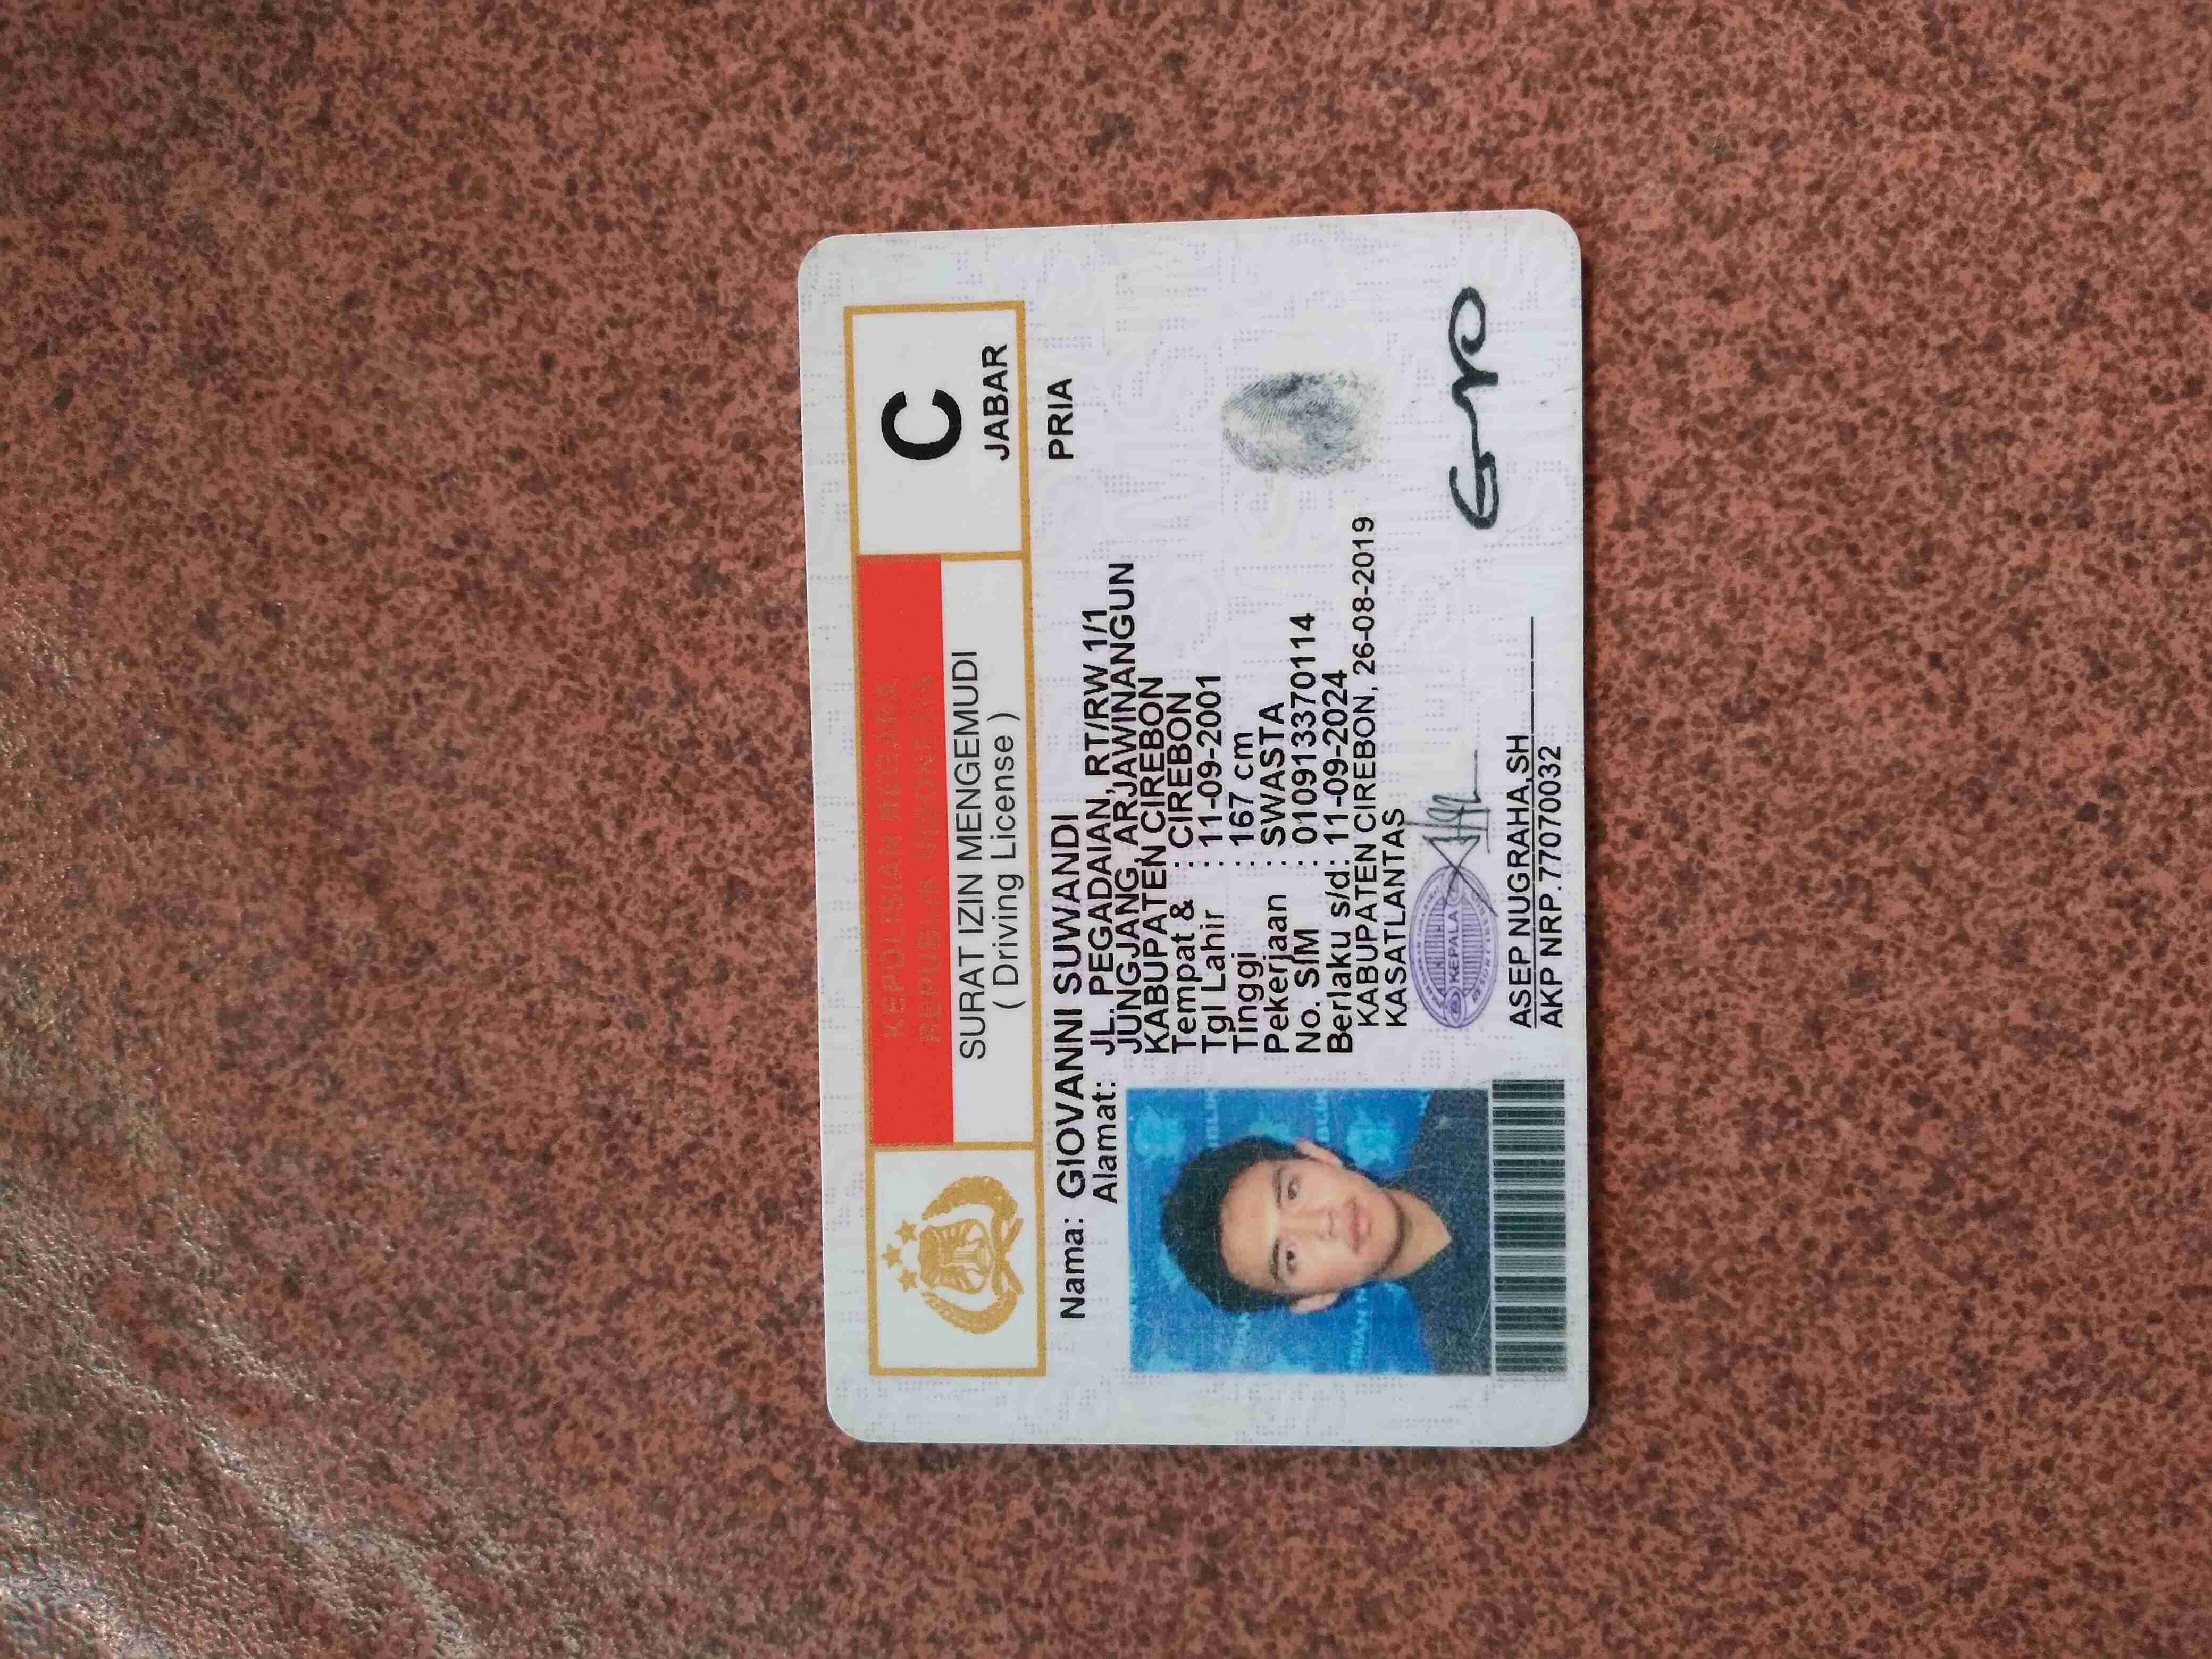 KEPOLISIAN NEGARA
REPUBLIK INDONESIA
SURAT IZIN MENGEMUDI
( Driving License )
C
JABAR
Nama: GIOVANNI SUWANDI
PRIA
Alamat: JL. PEGADAIAN, RT/RW 1/1
JUNGJANG, ARJAWINANGUN
KABUPATEN CIREBON
Tempat & : CIREBON
Tgl Lahir : 11-09-2001
Tinggi : 167 cm
Pekerjaan : SWASTA
No. SIM : 010913370114
Berlaku s/d : 11-09-2024
KABUPATEN CIREBON, 26-08-2019
KASATLANTAS
KEPALA
ASEP NUGRAHA,SH
AKP NRP.77070032